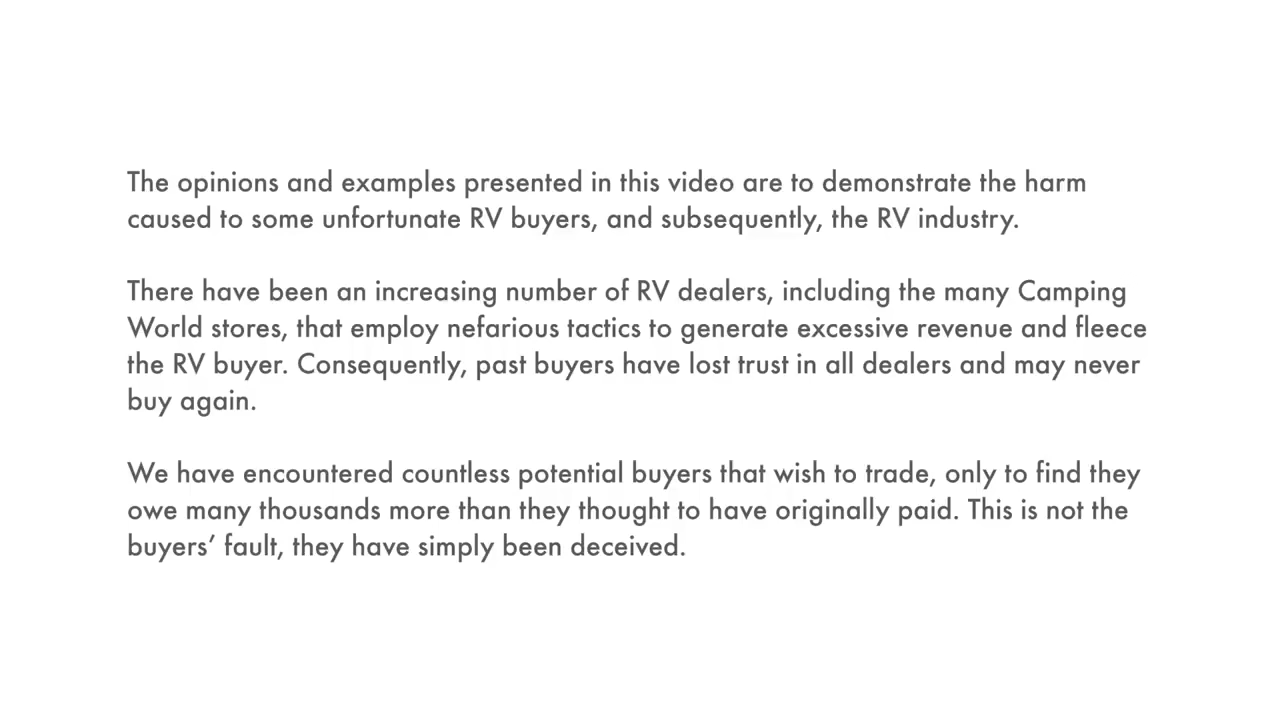 The opinions and examples presented in this video are to demonstrate the harm
caused to some unfortunate RV buyers, and subsequently, the RV industry.
There have been an increasing number of RV dealers, including the many Camping
World stores, that employ nefarious tactics to generate excessive revenue and fleece
the RV buyer. Consequently, past buyers have lost trust in all dealers and may never
buy again.
We have encountered countless potential buyers that wish to trade, only to find they
owe many thousands more than they thought to have originally paid. This is not the
buyers’ fault, they have simply been deceived.